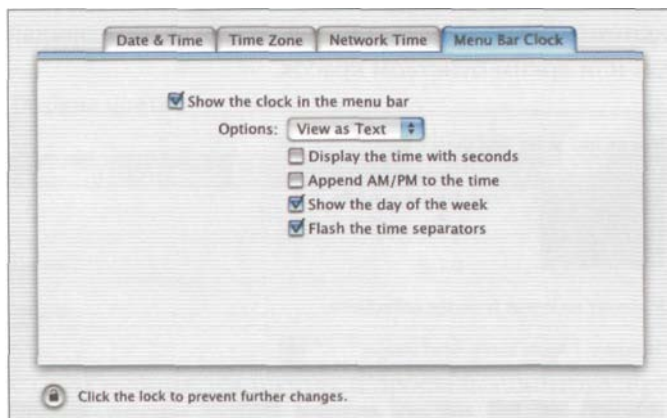 Date & Time Time Zone Network Time Menu Bar Clock
Show the clock in the menu bar
Options: View as Text
Display the time with seconds
Append AM/PM to the time
Show the day of the week
Flash the time separators
Click the lock to prevent further changes.